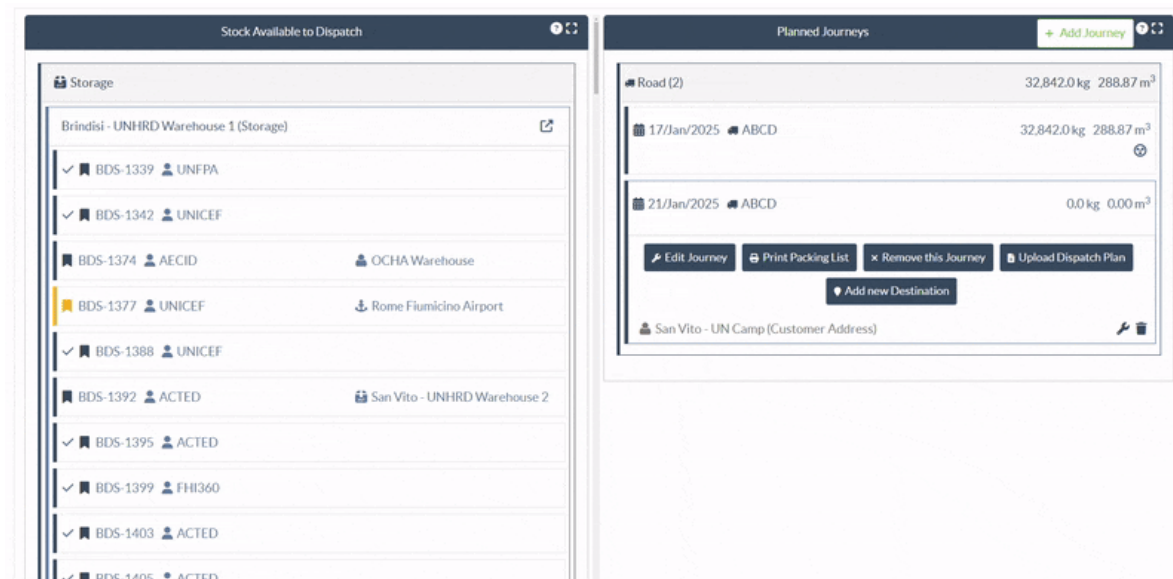 Stock Available to Dispatch
Storage
Brindisi - UNHRD Warehouse 1 (Storage)
BDS-1339 UNFPA
BDS-1342 UNICEF
BDS-1374 AECID OCHA Warehouse
BDS-1377 UNICEF Rome Fiumicino Airport
BDS-1388 UNICEF
BDS-1392 ACTED San Vito - UNHRD Warehouse 2
BDS-1395 ACTED
BDS-1399 FHI360
BDS-1403 ACTED
BDS-1405 ACTED
Planned Journeys
+ Add Journey
Road (2) 32,842.0 kg 288.87 m³
17/Jan/2025 ABCD 32,842.0 kg 288.87 m³
21/Jan/2025 ABCD 0.0 kg 0.00 m³
Edit Journey Print Packing List × Remove this Journey Upload Dispatch Plan
Add new Destination
San Vito - UN Camp (Customer Address)